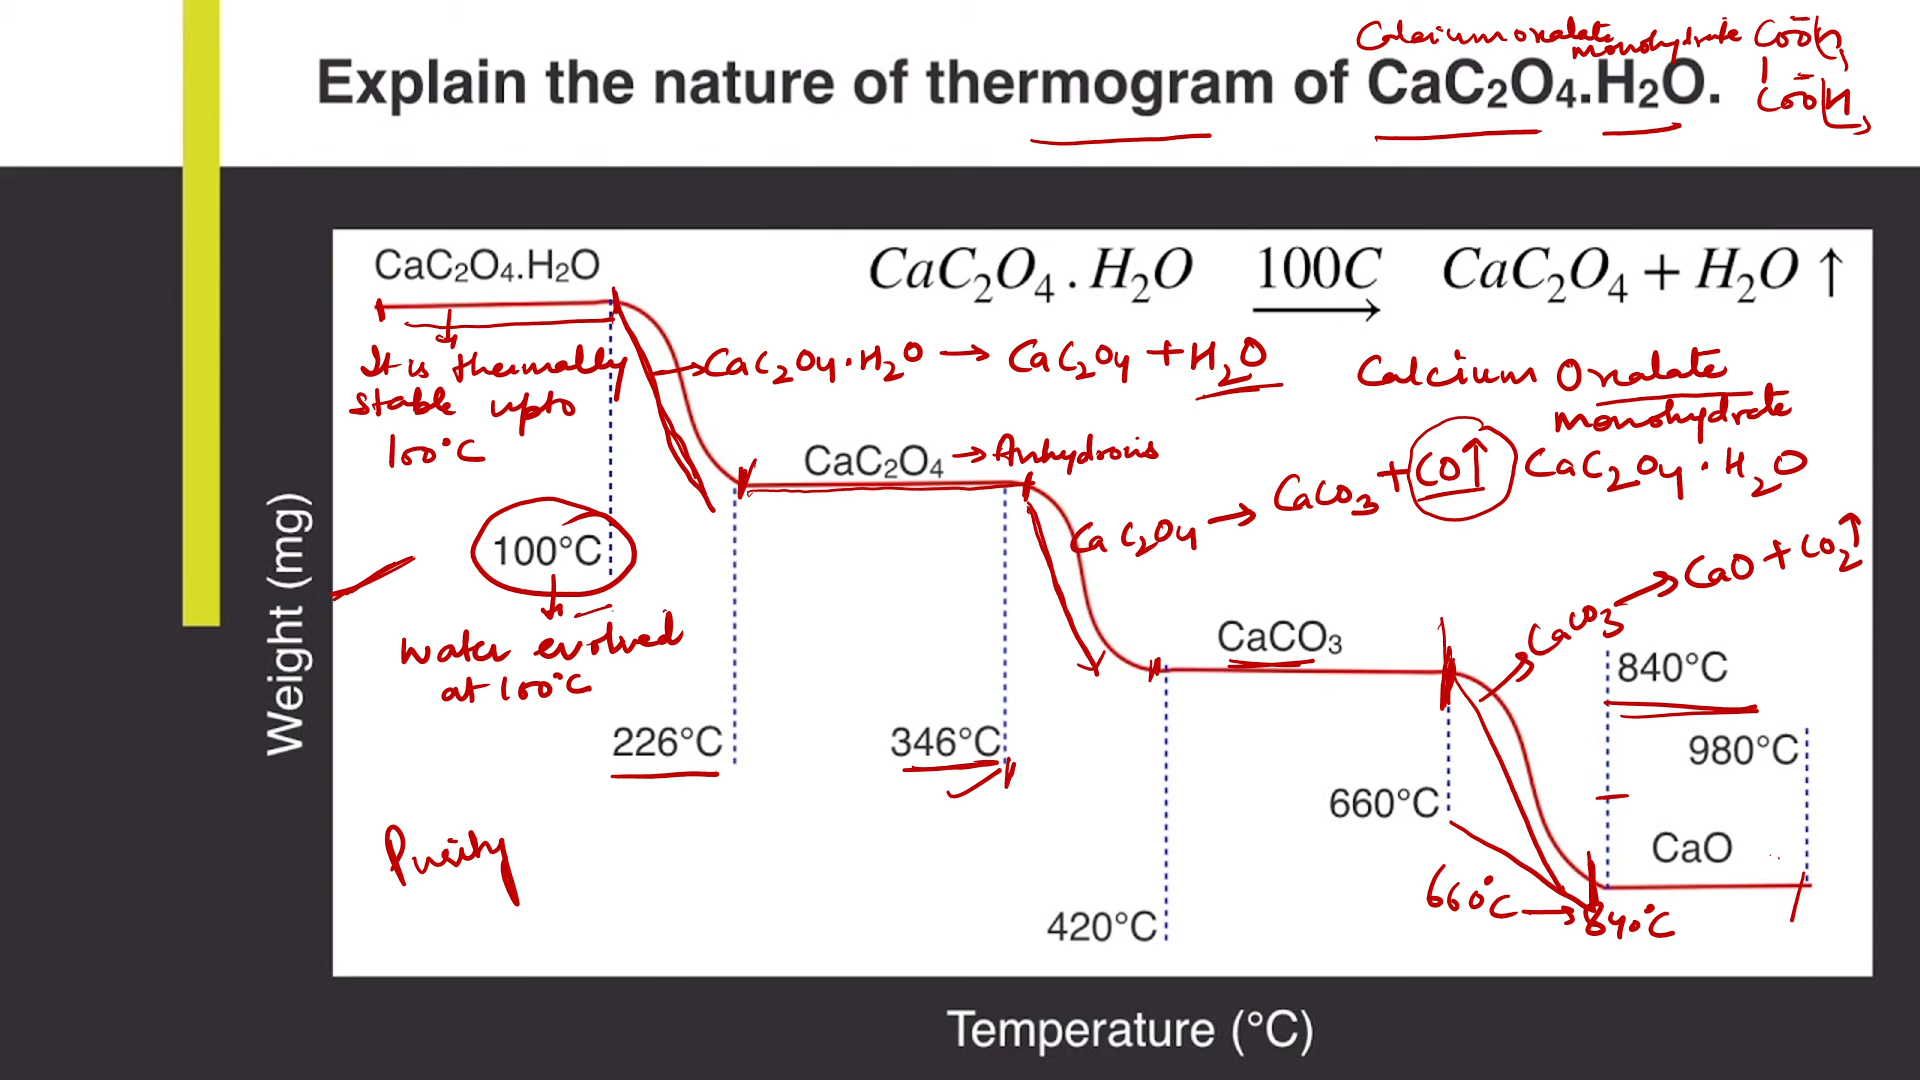 Calcium oxalate
monohydrate
COO̅H
COO̅H
Explain the nature of thermogram of CaC₂O₄.H₂O.
CaC₂O₄.H₂O
CaC₂O₄ . H₂O 100C → CaC₂O₄ + H₂O ↑
It is thermally
stable upto
100°C
CaC₂O₄.H₂O → CaC₂O₄ + H₂O
Calcium Oxalate
monohydrate
CaC₂O₄.H₂O
CaC₂O₄ → Anhydrous
CaC₂O₄ → CaCO₃ + CO↑
100°C
Water evolved
at 100°C
CaCO₃ → CaO + CO₂↑
CaCO₃
840°C
226°C
346°C
980°C
660°C
Purity
CaO
660°C → 840°C
420°C
Weight (mg)
Temperature (°C)